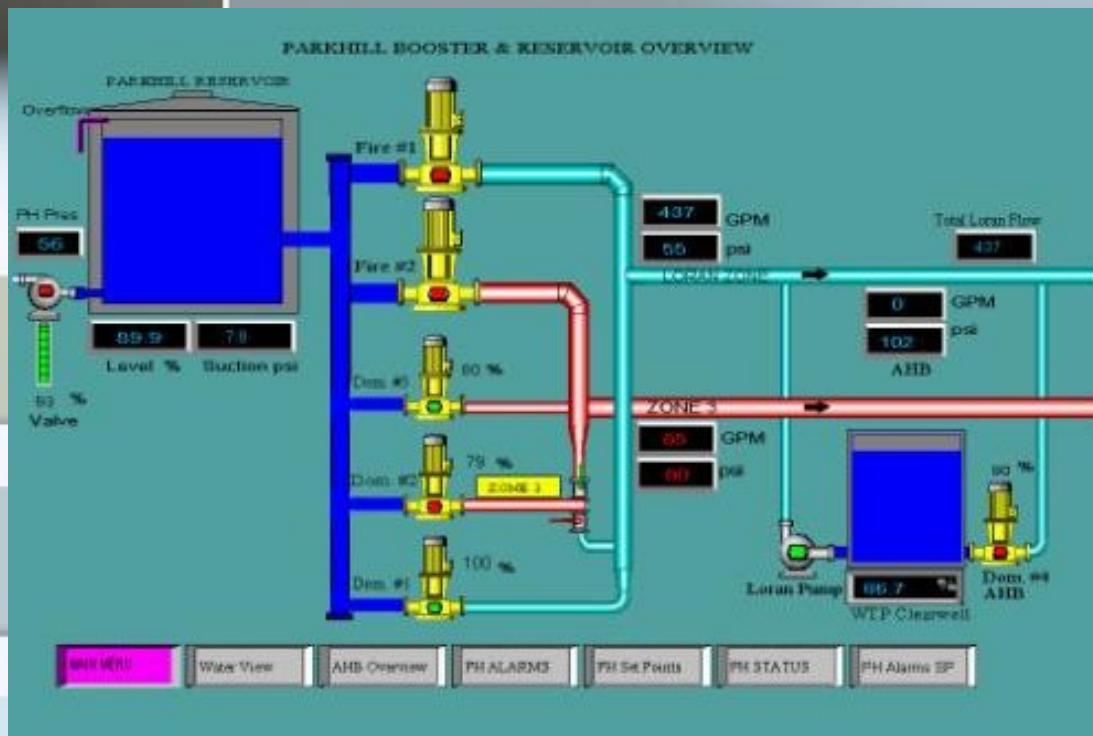 PARKHILL BOOSTER & RESERVOIR OVERVIEW
PARKHILL RESERVOIR
Overflow
Fire #1
PH Pres
56
437 GPM
55 psi
Total Loran Flow
437
Fire #2
LORAN ZONE
0 GPM
102 psi
AHB
89.9
7.8
Level % Suction psi
%
Valve
Dom. #3
80 %
ZONE 3
GPM
psi
Dom. #2
79 %
ZONE 3
%
Dom. #1
100 %
Loran Pump
Dom. #4
AHB
WTP Clearwell
MAIN MENU
Water View
AHB Overview
PH ALARMS
PH Set Points
PH STATUS
PH Alarms SP